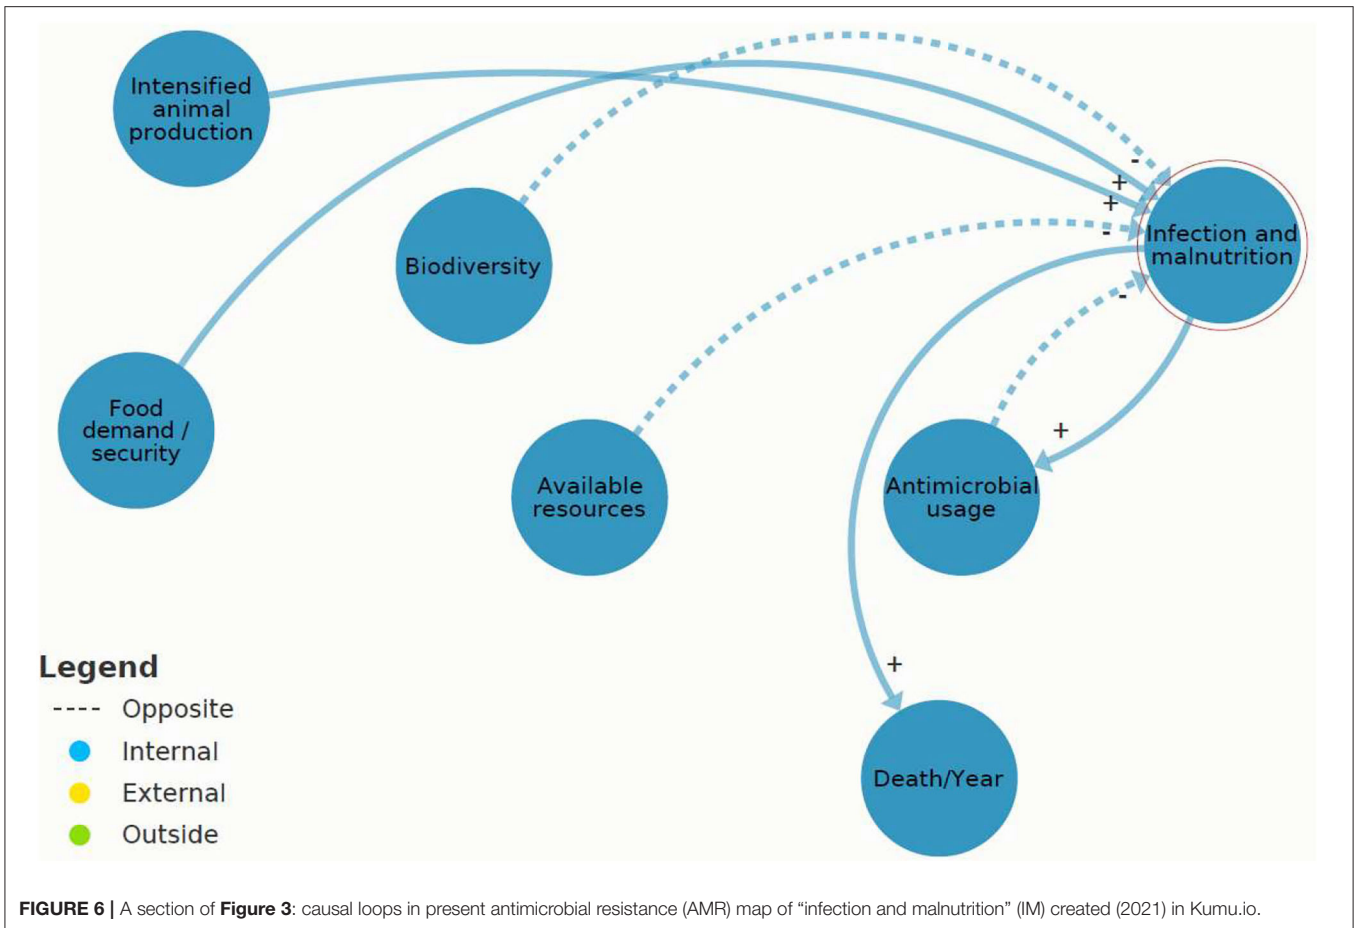 Intensified
animal
production
Biodiversity
-
+
+
-
Infection and
malnutrition
-
Food
demand /
security
Available
resources
Antimicrobial
usage
+
+
Death/Year
Legend
---- Opposite
Internal
External
Outside
FIGURE 6 | A section of Figure 3: causal loops in present antimicrobial resistance (AMR) map of “infection and malnutrition” (IM) created (2021) in Kumu.io.